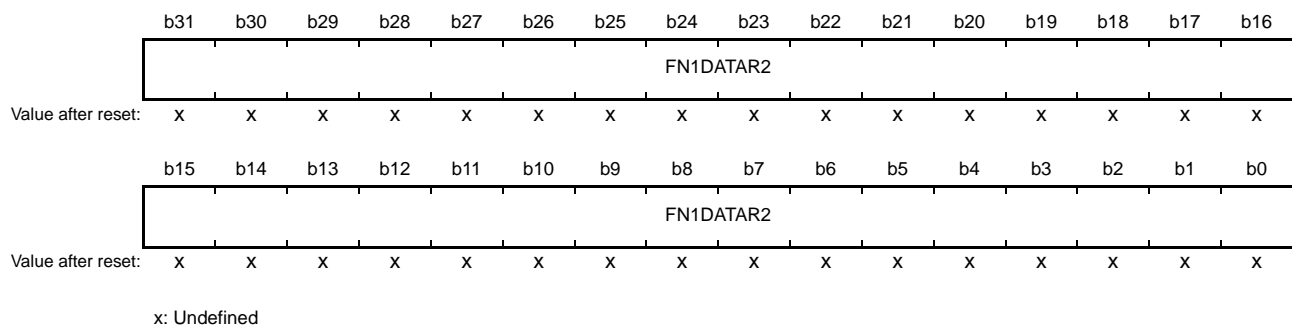 b31 b30 b29 b28 b27 b26 b25 b24 b23 b22 b21 b20 b19 b18 b17 b16
FN1DATAR2
Value after reset: x x x x x x x x x x x x x x x x
b15 b14 b13 b12 b11 b10 b9 b8 b7 b6 b5 b4 b3 b2 b1 b0
FN1DATAR2
Value after reset: x x x x x x x x x x x x x x x x
x: Undefined